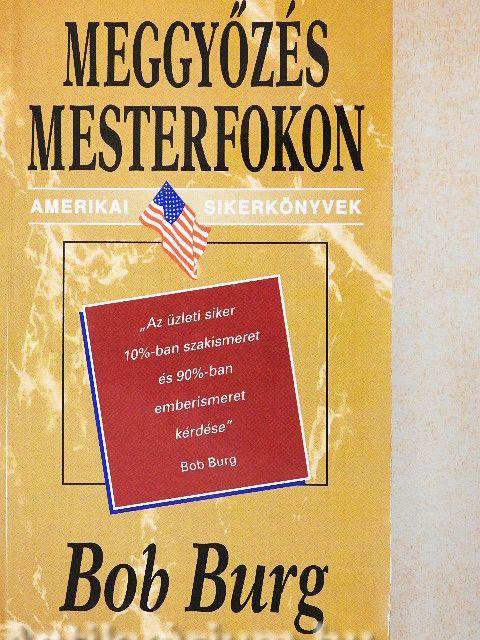 MEGGYŐZÉS
MESTERFOKON
AMERIKAI SIKERKÖNYVEK
„Az üzleti siker
10%-ban szakismeret
és 90%-ban
emberismeret
kérdése”
Bob Burg
Bob Burg